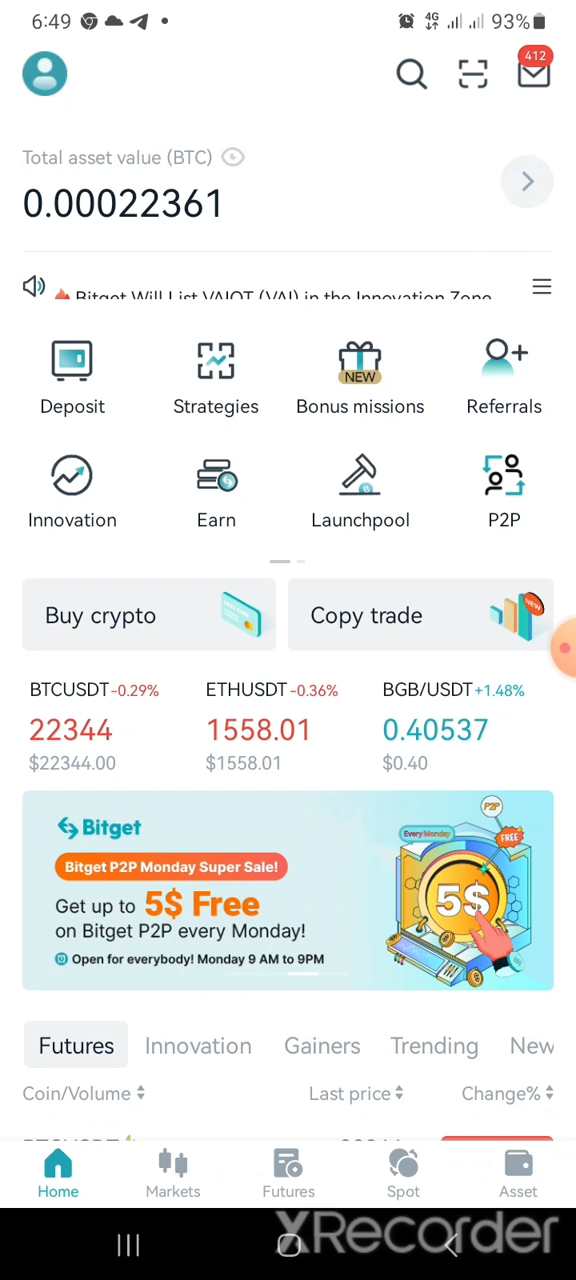 6:49 4G 93%
412
Total asset value (BTC)
0.00022361
Bitget Will List VAIOT (VAI) in the Innovation Zone
NEW
Deposit Strategies Bonus missions Referrals
Innovation Earn Launchpool P2P
Buy crypto Copy trade NEW
BTCUSDT -0.29% ETHUSDT -0.36% BGB/USDT +1.48%
22344 1558.01 0.40537
$22344.00 $1558.01 $0.40
P2P
Bitget Every Monday FREE
Bitget P2P Monday Super Sale!
Get up to 5$ Free 5$
on Bitget P2P every Monday!
Open for everybody! Monday 9 AM to 9PM
Futures Innovation Gainers Trending New
Coin/Volume Last price Change%
BTCUSDT
Home Markets Futures Spot Asset
XRecorder